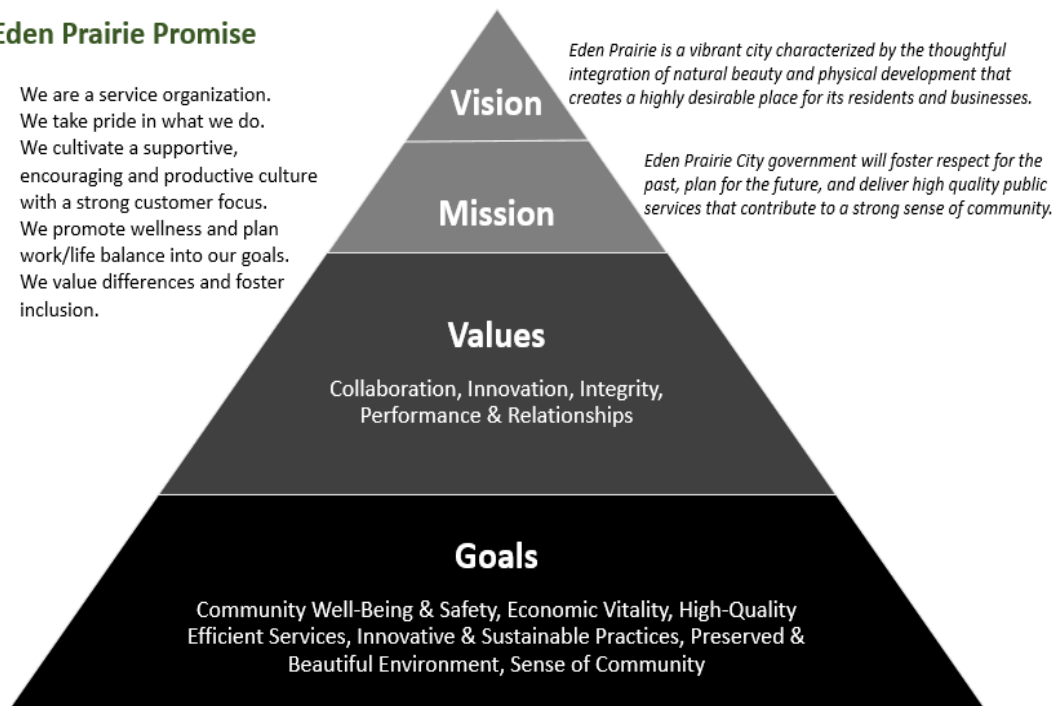 Eden Prairie Promise
We are a service organization.
We take pride in what we do.
We cultivate a supportive,
encouraging and productive culture
with a strong customer focus.
We promote wellness and plan
work/life balance into our goals.
We value differences and foster
inclusion.
Vision
Eden Prairie is a vibrant city characterized by the thoughtful
integration of natural beauty and physical development that
creates a highly desirable place for its residents and businesses.
Mission
Eden Prairie City government will foster respect for the
past, plan for the future, and deliver high quality public
services that contribute to a strong sense of community.
Values
Collaboration, Innovation, Integrity,
Performance & Relationships
Goals
Community Well-Being & Safety, Economic Vitality, High-Quality
Efficient Services, Innovative & Sustainable Practices, Preserved &
Beautiful Environment, Sense of Community